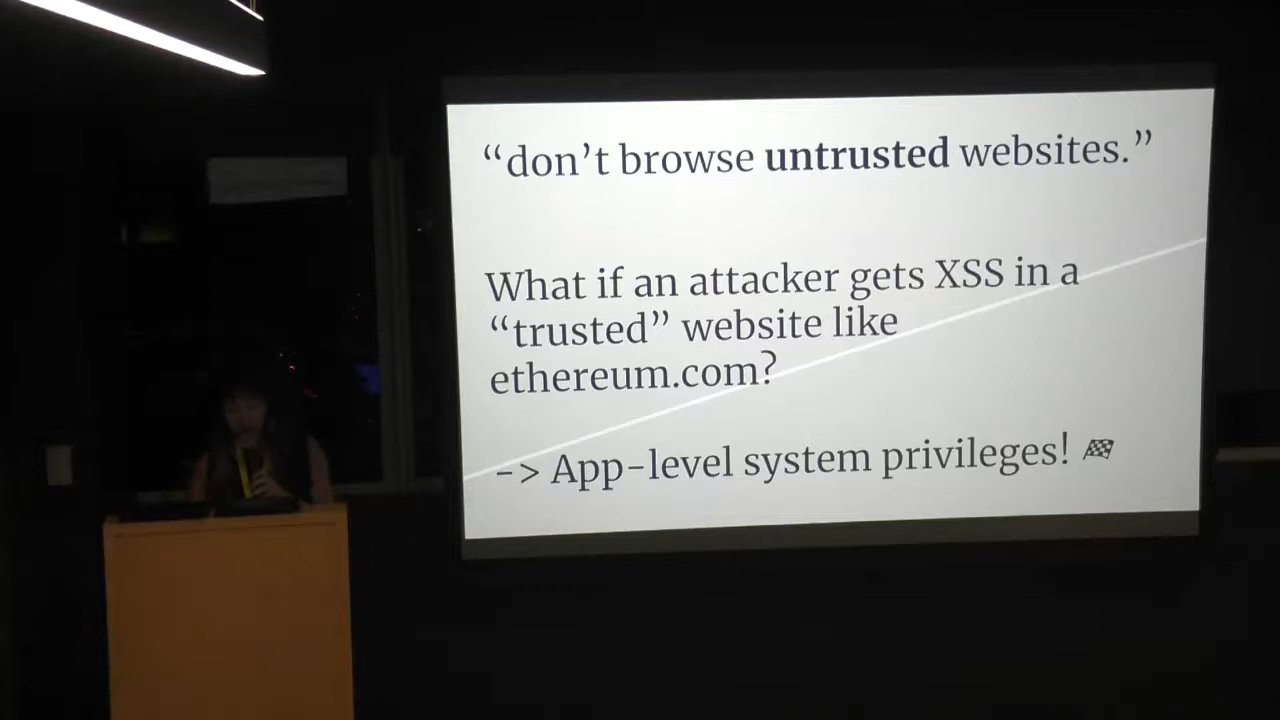 “don’t browse untrusted websites.”
What if an attacker gets XSS in a
“trusted” website like
ethereum.com?
-> App-level system privileges! 🏁